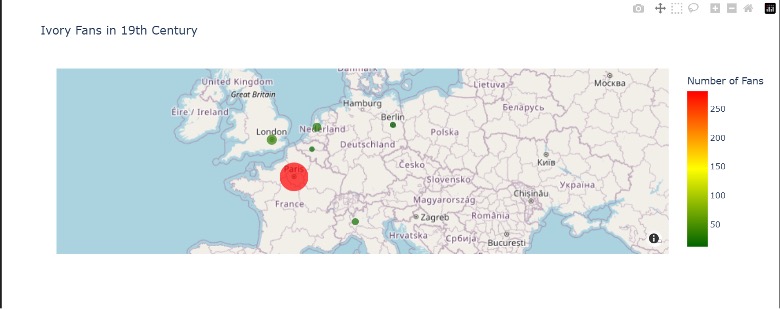 Ivory Fans in 19th Century
Number of Fans
United Kingdom
Great Britain
Éire / Ireland
London
Nederland
Hamburg
Berlin
Polska
Lietuva
Беларусь
Москва
Deutschland
Paris
France
Česko
Slovensko
Magyarország
Zagreb
Hrvatska
Србија
România
București
Chișinău
Київ
Україна
250
200
150
100
50